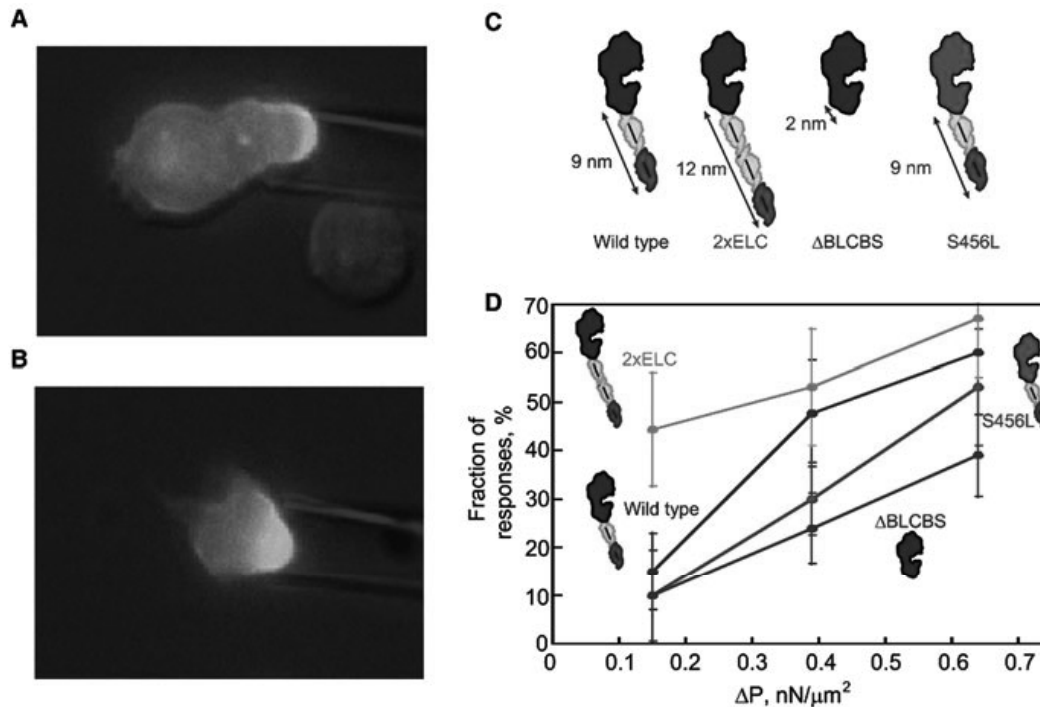 A
B
C
9 nm
12 nm
2 nm
9 nm
Wild type
2xELC
ΔBLCBS
S456L
D
Fraction of
responses, %
70
60
50
40
30
20
10
0
2xELC
Wild type
S456L
ΔBLCBS
0
0.1
0.2
0.3
0.4
0.5
0.6
0.7
ΔP, nN/μm²